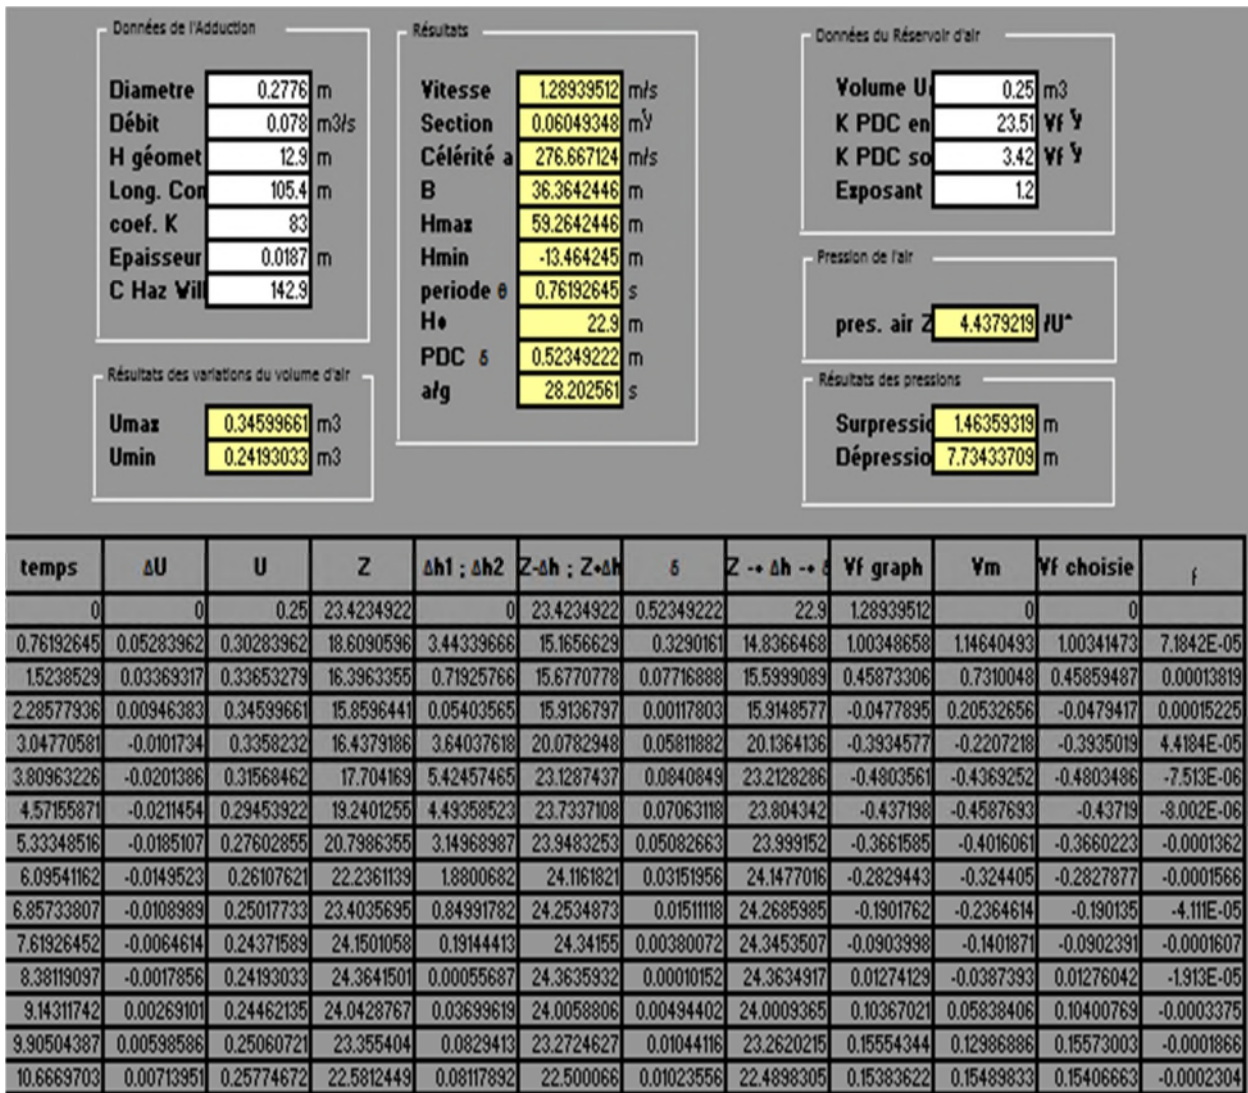 Données de l'Adduction
Diametre 0.2776 m
Débit 0.078 m3/s
H géomet 12.9 m
Long. Con 105.4 m
coef. K 83
Epaisseur 0.0187 m
C Haz Will 142.9
Résultats
Vitesse 1.28939512 m/s
Section 0.06049348
Célérité a 276.667124 m/s
B 36.3642446 m
Hmax 59.2642446 m
Hmin -13.464245 m
periode θ 0.76192645 s
22.9 m
PDC δ 0.52349222 m
a/g 28.202561 s
Données du Réservoir d'air
Volume U 0.25 m3
K PDC en 23.51 Vf
K PDC so 3.42 Vf
Exposant 1.2
Pression de l'air
pres. air Z 4.4379219
Résultats des variations du volume d'air
Umax 0.34599661 m3
Umin 0.24193033 m3
Résultats des pressions
Surpressio 1.46359319 m
Dépressio 7.73433709 m
temps ΔU U Z Δh1 ; Δh2 Z-Δh ; Z+Δh δ Z -+ Δh -+ δ Vf graph Vm Vf choisie f
0 0 0.25 23.4234922 0 23.4234922 0.52349222 22.9 1.28939512 0 0
0.76192645 0.05283962 0.30283962 18.6090596 3.44339666 15.1656629 0.3290161 14.8366468 1.00348658 1.14640493 1.00341473 7.1842E-05
1.5238529 0.03369317 0.33653279 16.3963355 0.71925766 15.6770778 0.07716888 15.5999089 0.45873306 0.7310048 0.45859487 0.00013819
2.28577936 0.00946383 0.34599661 15.8596441 0.05403565 15.9136797 0.00117803 15.9148577 -0.0477895 0.20532656 -0.0479417 0.00015225
3.04770581 -0.0101734 0.3358232 16.4379186 3.64037618 20.0782948 0.05811882 20.1364136 -0.3934577 -0.2207218 -0.3935019 4.4184E-05
3.80963226 -0.0201386 0.31568462 17.704169 5.42457465 23.1287437 0.0840849 23.2128286 -0.4803561 -0.4369252 -0.4803486 -7.513E-06
4.57155871 -0.0211454 0.29453922 19.2401255 4.49358523 23.7337108 0.07063118 23.804342 -0.437198 -0.4587693 -0.43719 -8.002E-06
5.33348516 -0.0185107 0.27602855 20.7986355 3.14968987 23.9483253 0.05082663 23.999152 -0.3661585 -0.4016061 -0.3660223 -0.0001362
6.09541162 -0.0149523 0.26107621 22.2361139 1.8800682 24.1161821 0.03151956 24.1477016 -0.2829443 -0.324405 -0.2827877 -0.0001566
6.85733807 -0.0108989 0.25017733 23.4035695 0.84991782 24.2534873 0.01511118 24.2685985 -0.1901762 -0.2364614 -0.190135 -4.111E-05
7.61926452 -0.0064614 0.24371589 24.1501058 0.19144413 24.34155 0.00380072 24.3453507 -0.0903998 -0.1401871 -0.0902391 -0.0001607
8.38119097 -0.0017856 0.24193033 24.3641501 0.00055687 24.3635932 0.00010152 24.3634917 0.01274129 -0.0387393 0.01276042 -1.913E-05
9.14311742 0.00269101 0.24462135 24.0428767 0.03699619 24.0058806 0.00494402 24.0009365 0.10367021 0.05838406 0.10400769 -0.0003375
9.90504387 0.00598586 0.25060721 23.355404 0.0829413 23.2724627 0.01044116 23.2620215 0.15554344 0.12986886 0.15573003 -0.0001866
10.6669703 0.00713951 0.25774672 22.5812449 0.08117892 22.500066 0.01023556 22.4898305 0.15383622 0.15489833 0.15406663 -0.0002304